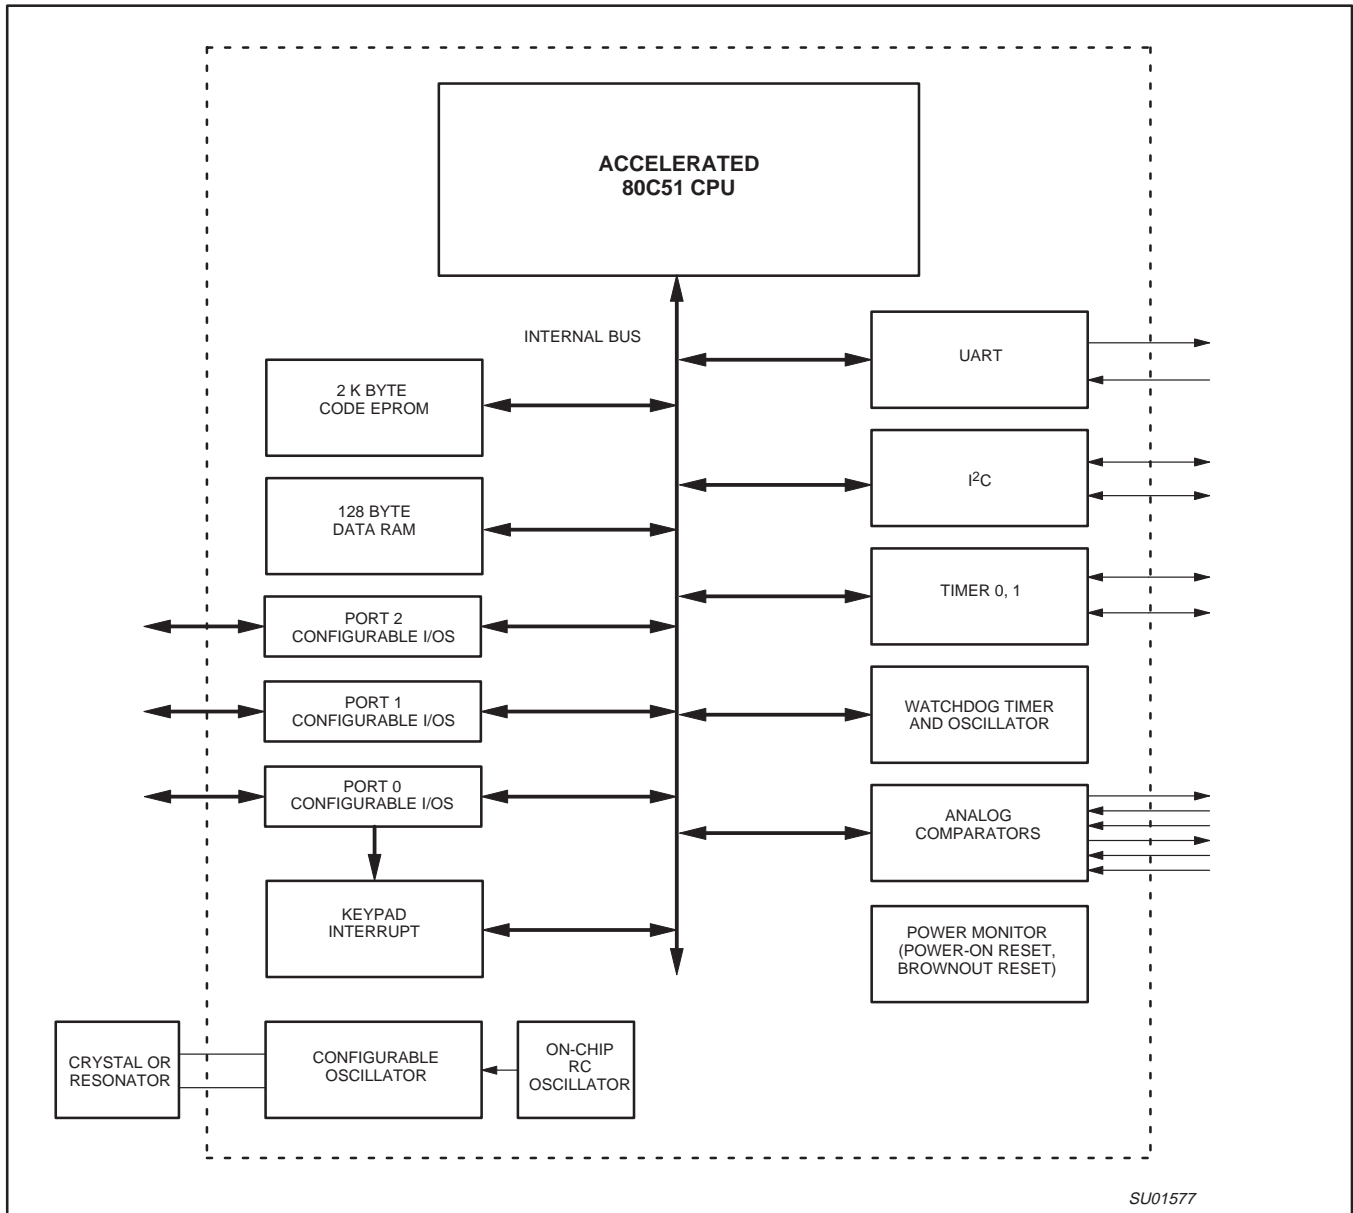 ACCELERATED
80C51 CPU
INTERNAL BUS
UART
2 K BYTE
CODE EPROM
I²C
128 BYTE
DATA RAM
TIMER 0, 1
PORT 2
CONFIGURABLE I/OS
PORT 1
CONFIGURABLE I/OS
WATCHDOG TIMER
AND OSCILLATOR
PORT 0
CONFIGURABLE I/OS
ANALOG
COMPARATORS
KEYPAD
INTERRUPT
POWER MONITOR
(POWER-ON RESET,
BROWNOUT RESET)
CRYSTAL OR
RESONATOR
CONFIGURABLE
OSCILLATOR
ON-CHIP
RC
OSCILLATOR
SU01577